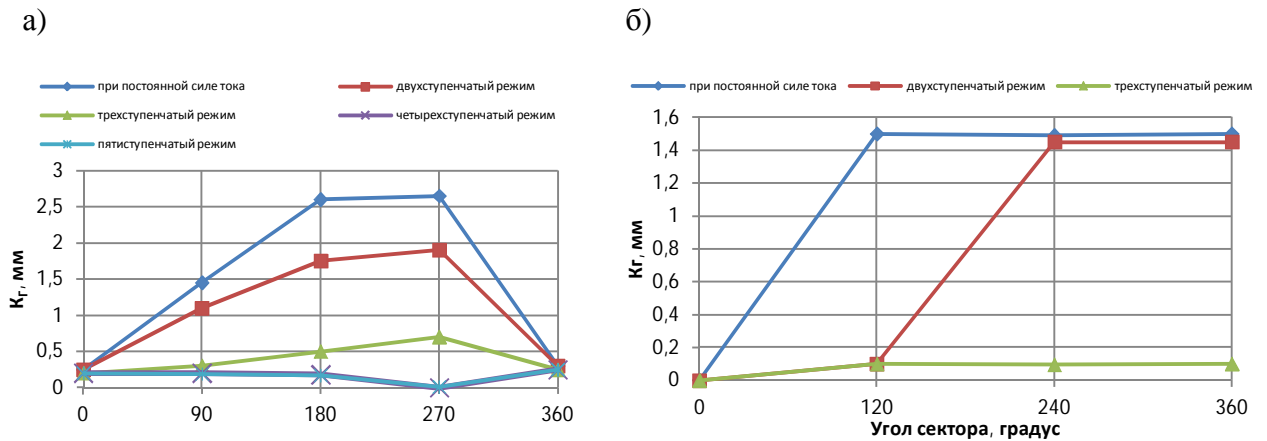 а)
при постоянной силе тока
двухступенчатый режим
трехступенчатый режим
четырехступенчатый режим
пятиступенчатый режим
3
2,5
2
1,5
1
0,5
0
Кг, мм
0 90 180 270 360
б)
при постоянной силе тока двухступенчатый режим трехступенчатый режим
1,6
1,4
1,2
1
0,8
0,6
0,4
0,2
0
Кг, мм
0 120 240 360
Угол сектора, градус